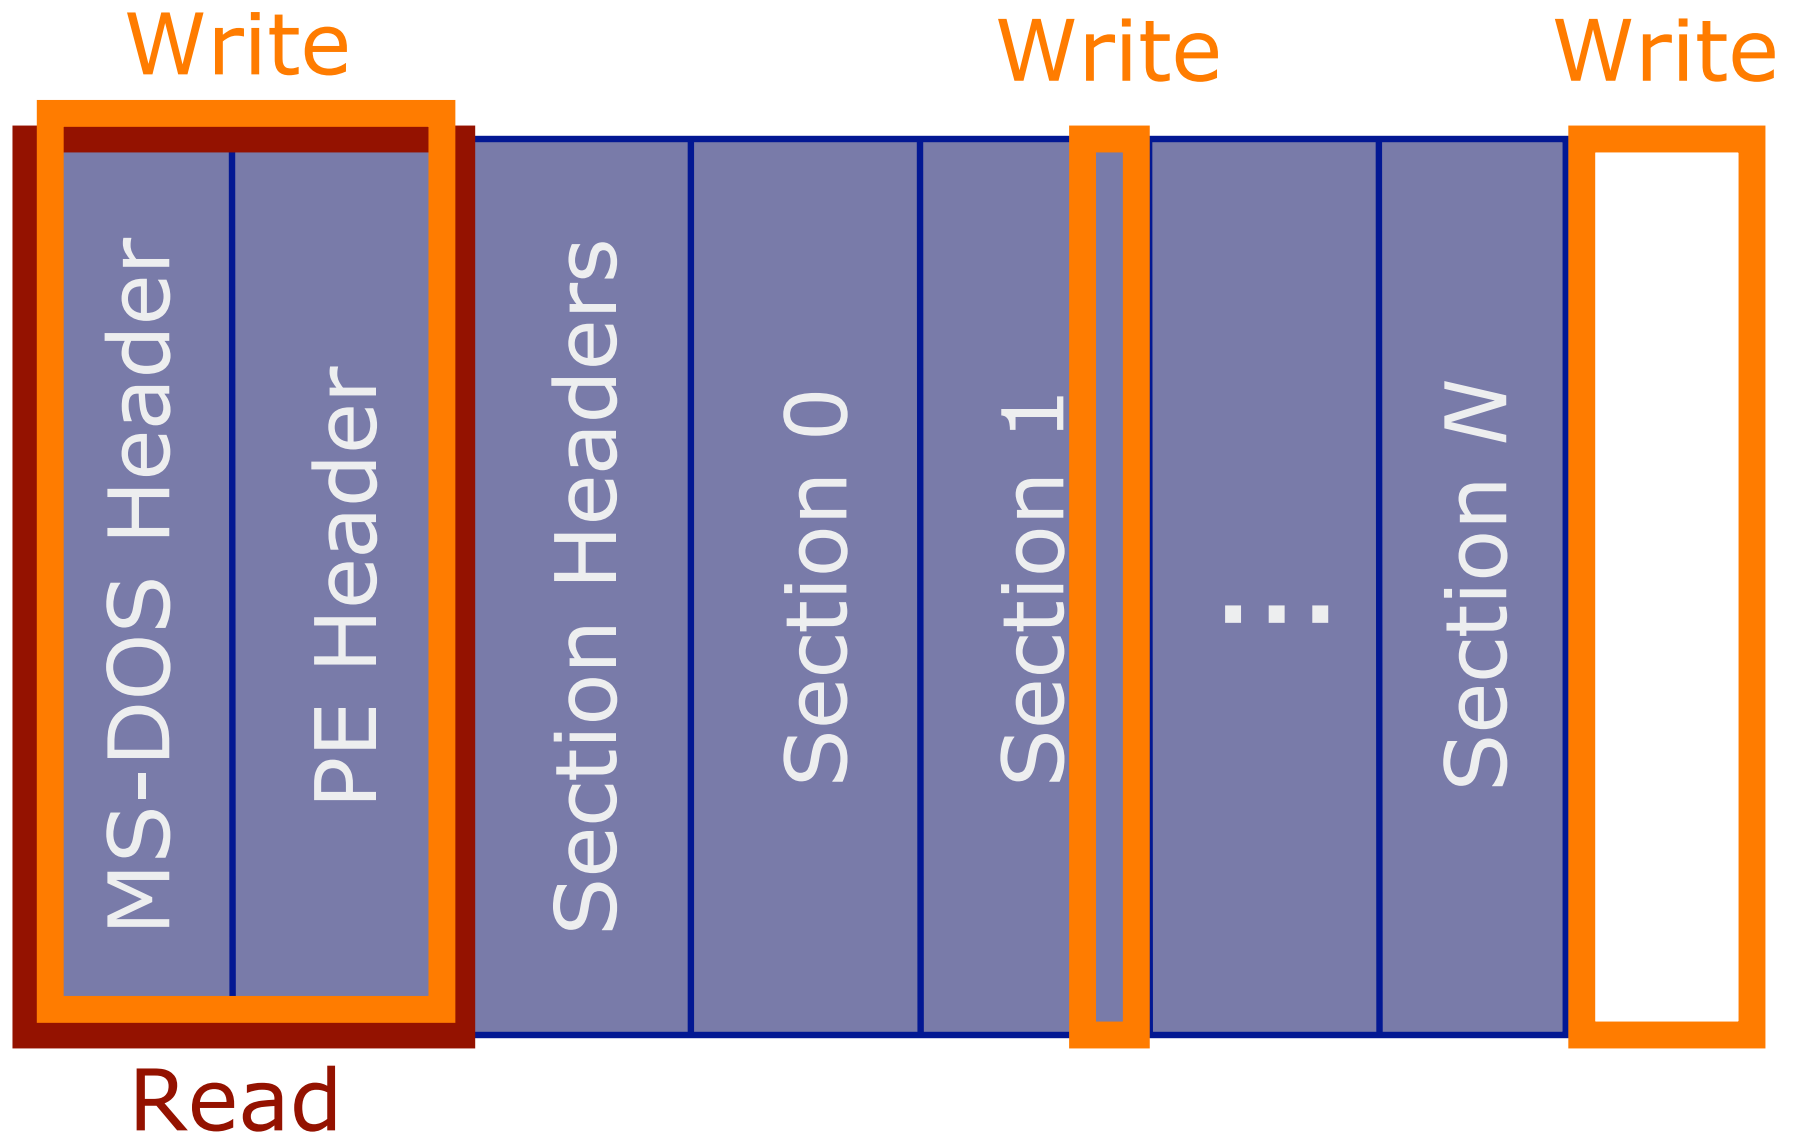 Write
Write
Write
MS-DOS Header
PE Header
Section Headers
Section 0
Section 1
...
Section N
Read